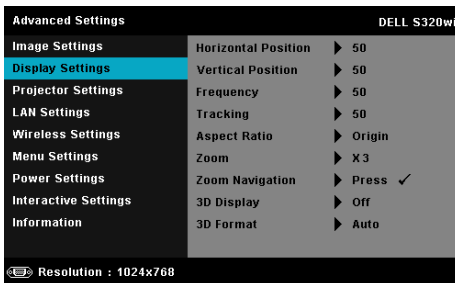 Advanced Settings DELL S320wi
Image Settings
Display Settings
Projector Settings
LAN Settings
Wireless Settings
Menu Settings
Power Settings
Interactive Settings
Information
Horizontal Position 50
Vertical Position 50
Frequency 50
Tracking 50
Aspect Ratio Origin
Zoom X3
Zoom Navigation Press ✓
3D Display Off
3D Format Auto
Resolution : 1024x768